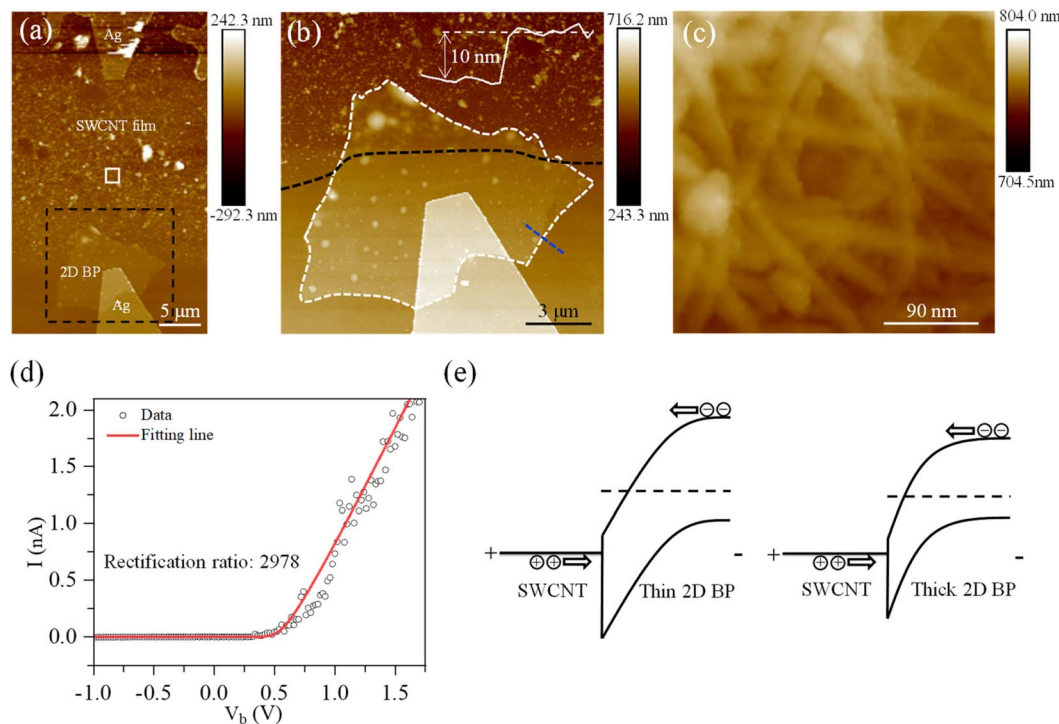 (a)
Ag
SWCNT film
2D BP
Ag
5 μm
242.3 nm
-292.3 nm
(b)
10 nm
3 μm
716.2 nm
243.3 nm
(c)
90 nm
804.0 nm
704.5 nm
(d)
Data
Fitting line
Rectification ratio: 2978
I (nA)
2.0
1.5
1.0
0.5
0.0
-1.0 -0.5 0.0 0.5 1.0 1.5
Vb (V)
(e)
+ SWCNT Thin 2D BP -
+ SWCNT Thick 2D BP -